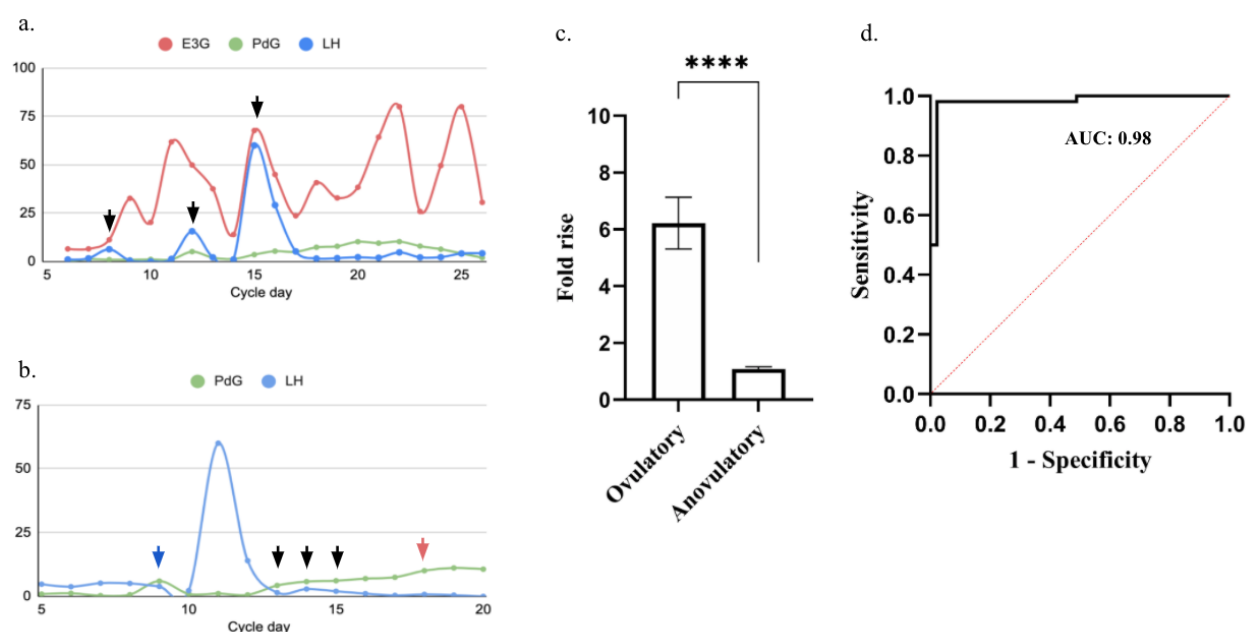 a.
E3G PdG LH
100
75
50
25
0
5 10 15 20 25
Cycle day
b.
PdG LH
75
50
25
0
5 10 15 20
Cycle day
c.
****
10
8
6
4
2
0
Fold rise
Ovulatory
Anovulatory
d.
1.0
0.8
0.6
0.4
0.2
0.0
Sensitivity
AUC: 0.98
0.0 0.2 0.4 0.6 0.8 1.0
1 - Specificity